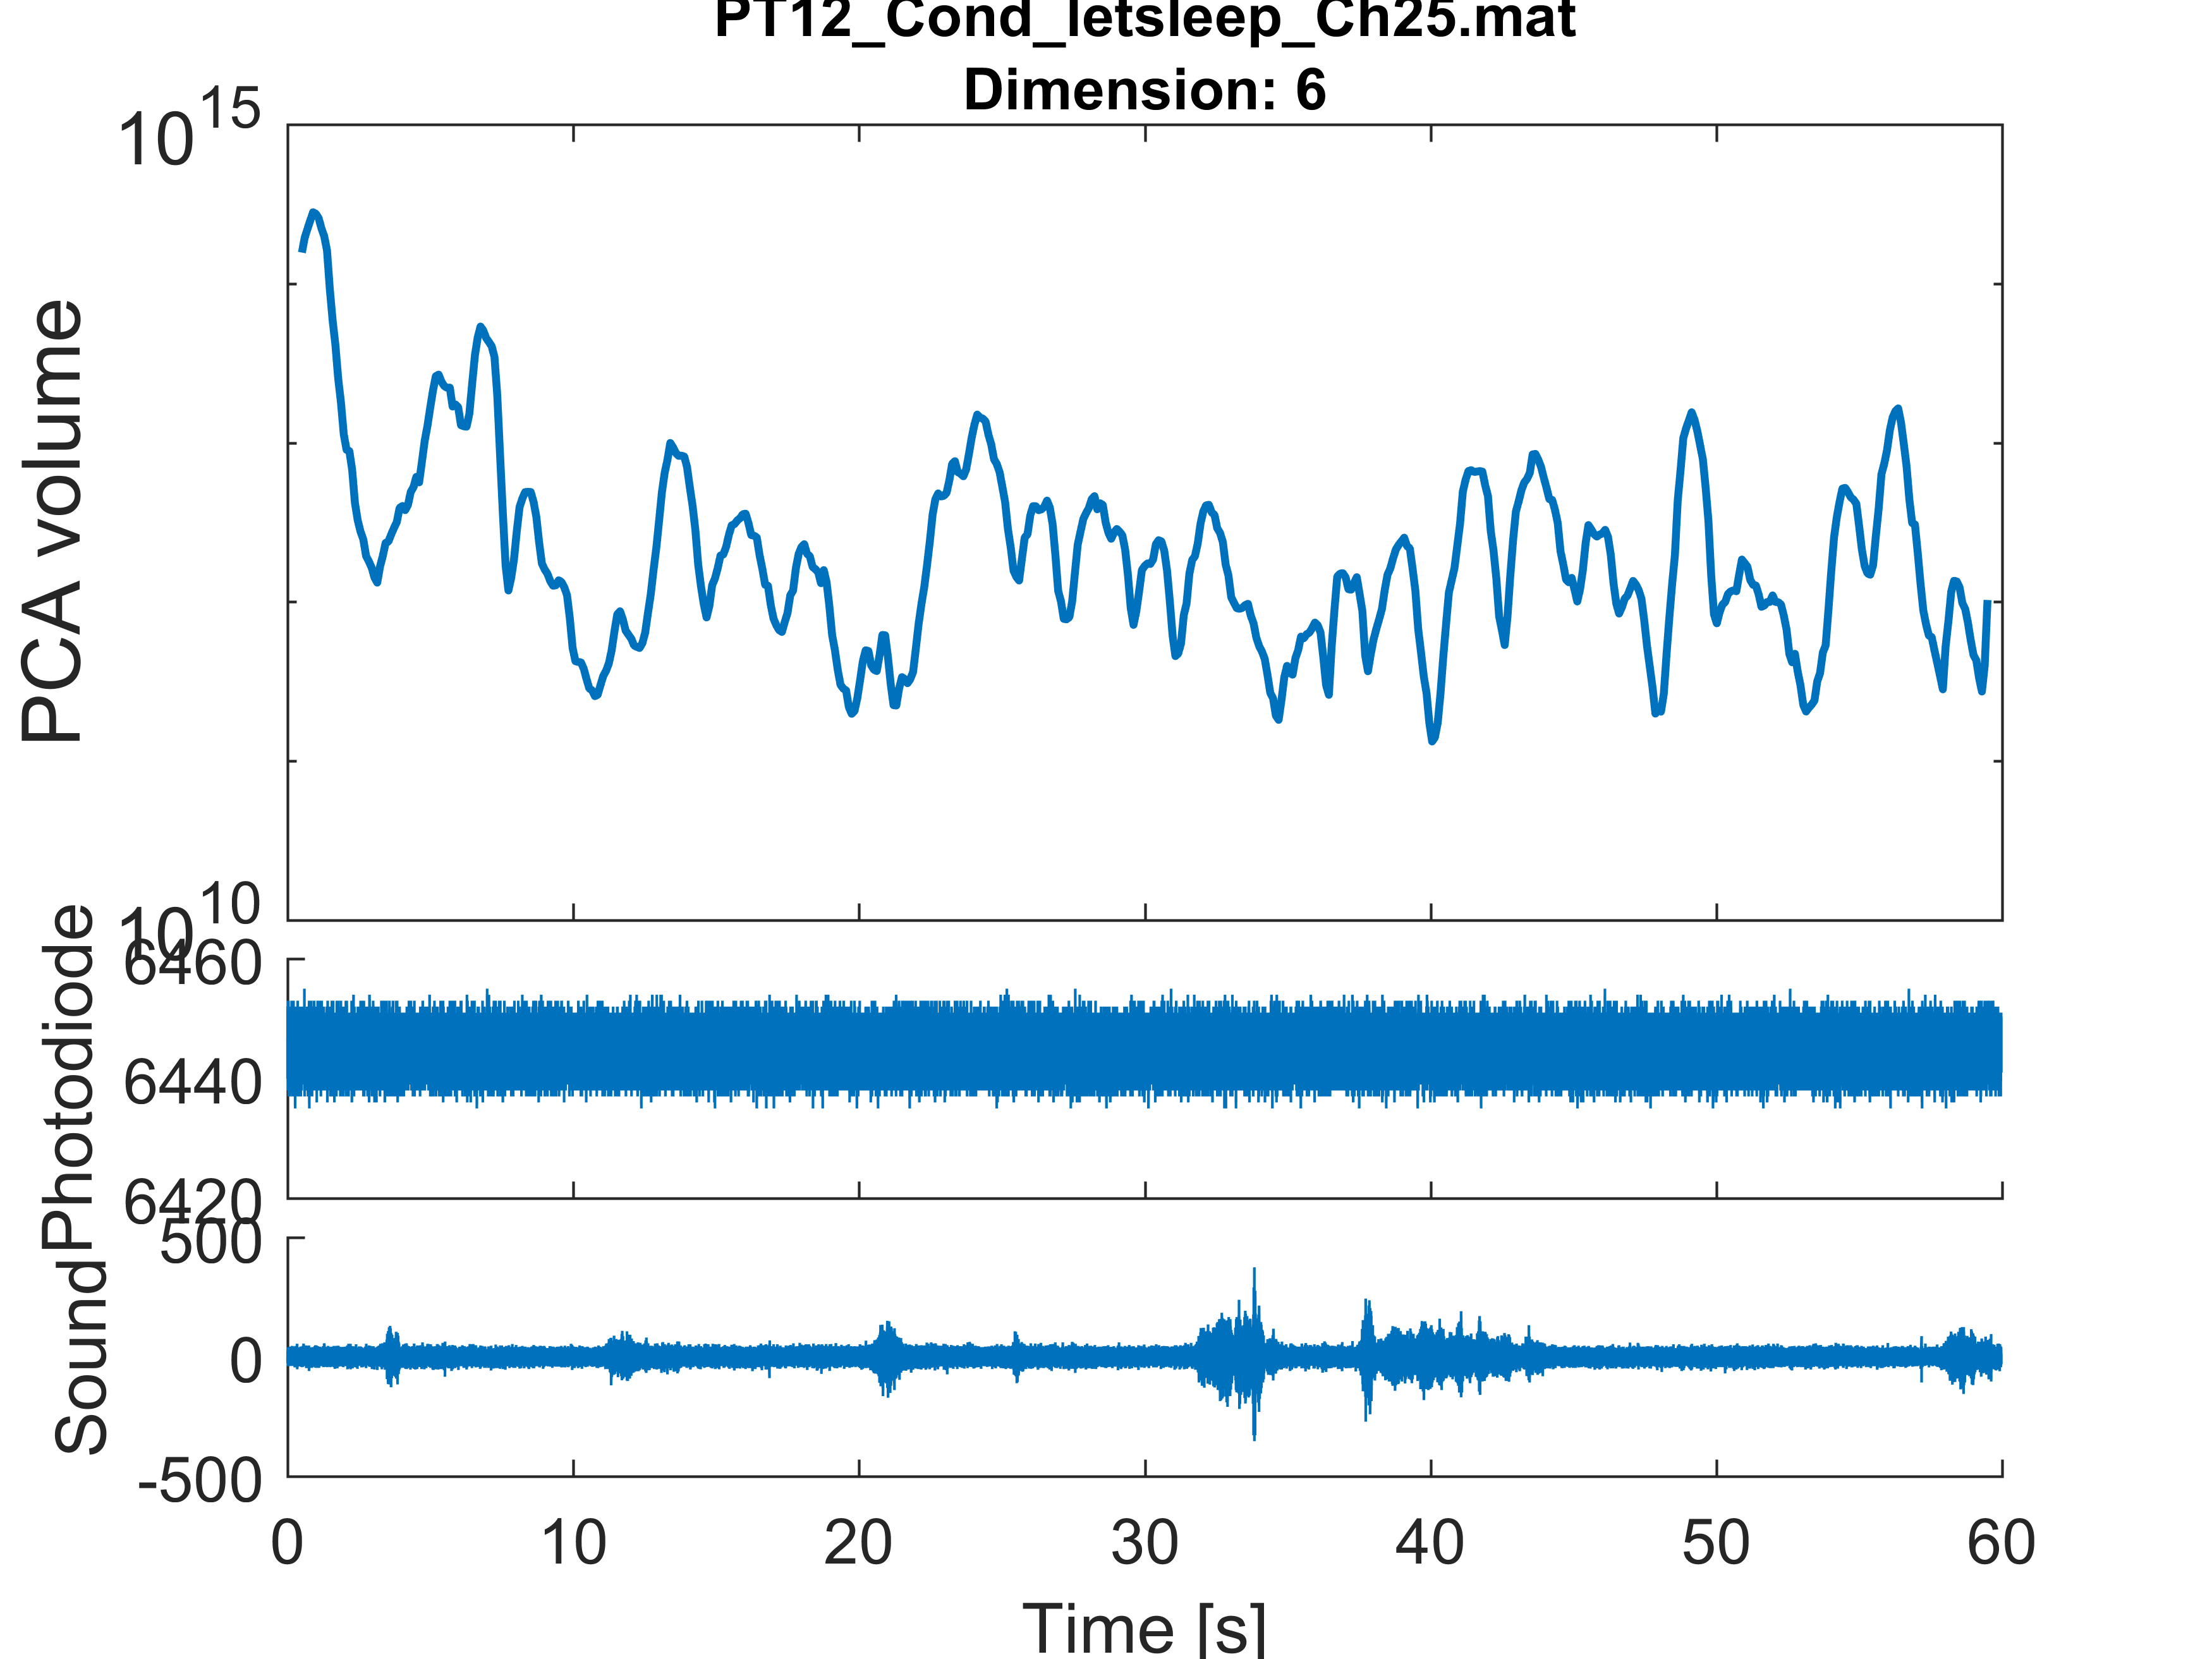 PT12_Cond_letsleep_Ch25.mat
Dimension: 6
10^15
PCA volume
10^10
6460
6440
6420
Photodiode
500
0
-500
Sound
0 10 20 30 40 50 60
Time [s]